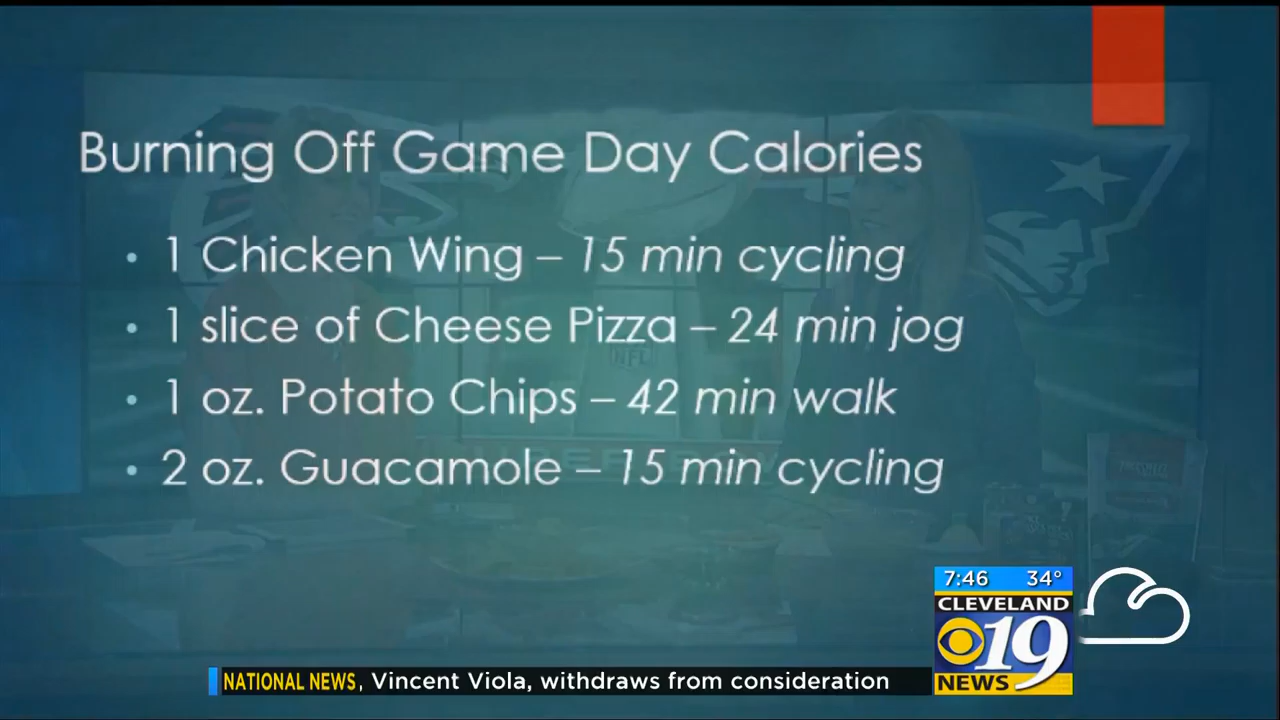 Burning Off Game Day Calories
• 1 Chicken Wing – 15 min cycling
• 1 slice of Cheese Pizza – 24 min jog
• 1 oz. Potato Chips – 42 min walk
• 2 oz. Guacamole – 15 min cycling
NFL
7:46 34°
CLEVELAND
19
NEWS
NATIONAL NEWS, Vincent Viola, withdraws from consideration